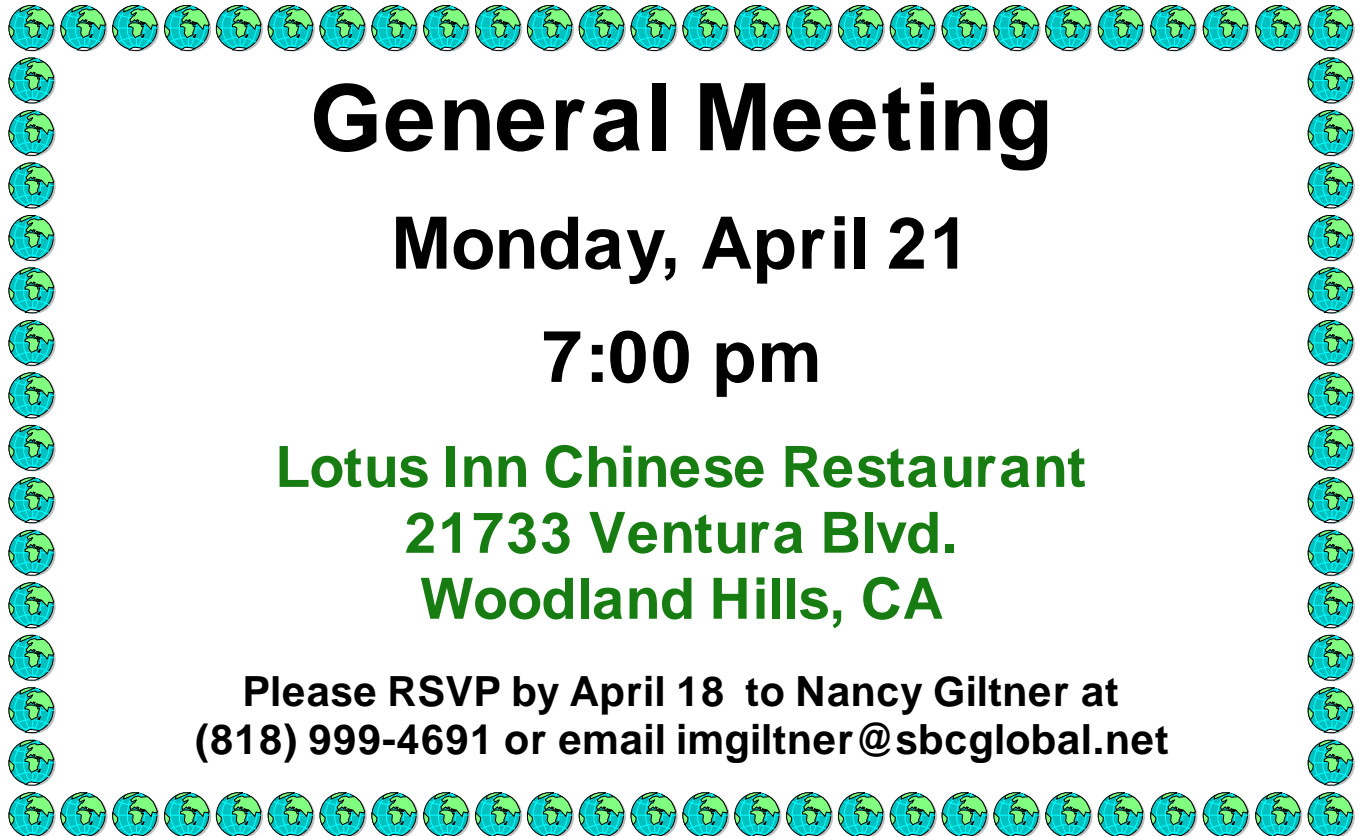 General Meeting
Monday, April 21
7:00 pm
Lotus Inn Chinese Restaurant
21733 Ventura Blvd.
Woodland Hills, CA
Please RSVP by April 18  to Nancy Giltner at
(818) 999-4691 or email imgiltner@sbcglobal.net